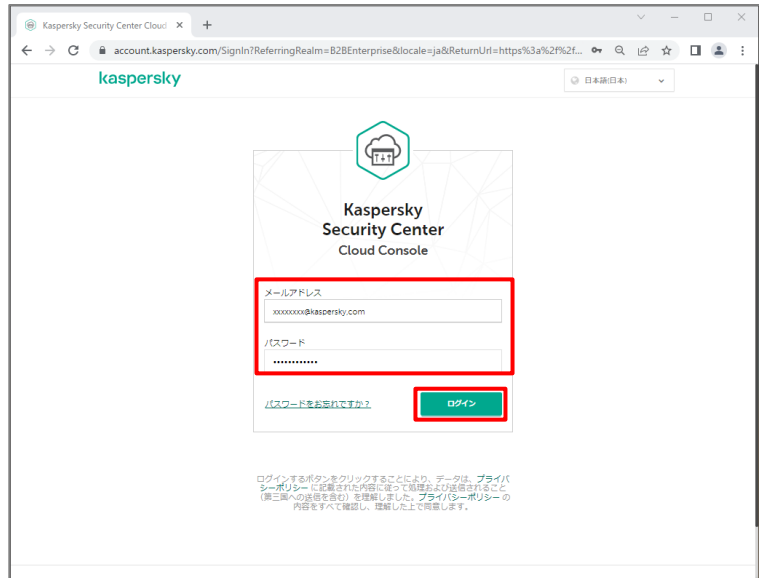 Kaspersky Security Center Cloud
account.kaspersky.com/SignIn?ReferringRealm=B2BEnterprise&locale=ja&ReturnUrl=https%3a%2f%2f...
kaspersky
日本語(日本)
Kaspersky
Security Center
Cloud Console
メールアドレス
xxxxxxxx@kaspersky.com
パスワード
••••••••••••
パスワードをお忘れですか?
ログイン
ログインするボタンをクリックすることにより、データは、プライバ
シーポリシー に記載された内容に従って処理および送信されること
(第三国への送信を含む) を理解しました。プライバシーポリシー の
内容をすべて確認し、理解した上で同意します。